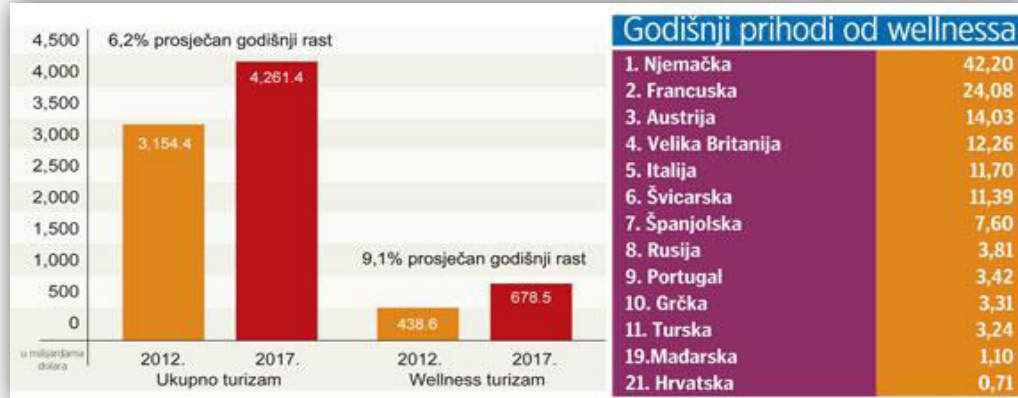 6,2% prosječan godišnji rast
4,500
4,000
3,500
3,000
2,500
2,000
1,500
1,000
500
0
4,261.4
3,154.4
9,1% prosječan godišnji rast
678.5
438.6
u milijardama
dolara
2012. 2017. 2012. 2017.
Ukupno turizam Wellness turizam
Godišnji prihodi od wellnessa
1. Njemačka 42,20
2. Francuska 24,08
3. Austrija 14,03
4. Velika Britanija 12,26
5. Italija 11,70
6. Švicarska 11,39
7. Španjolska 7,60
8. Rusija 3,81
9. Portugal 3,42
10. Grčka 3,31
11. Turska 3,24
19.Mađarska 1,10
21. Hrvatska 0,71